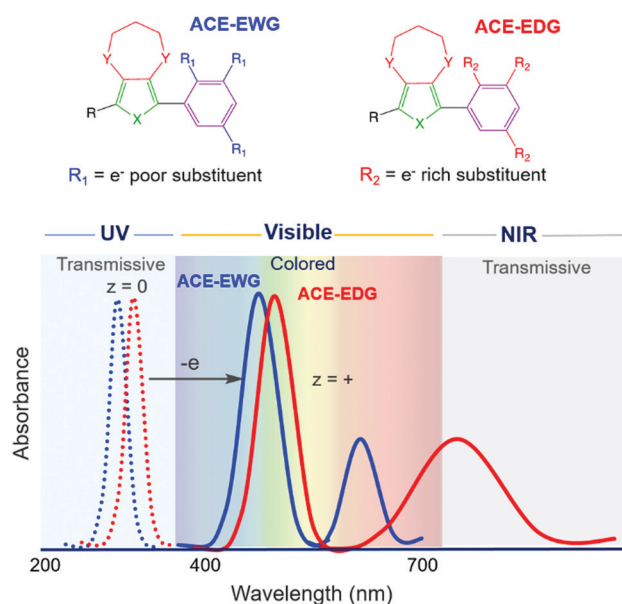 ACE-EWG
ACE-EDG
R₁
R₁
R₁
Y
Y
R
X
R₂
R₂
R₂
Y
Y
R
X
R₁ = e⁻ poor substituent
R₂ = e⁻ rich substituent
UV
Visible
NIR
Transmissive
Colored
Transmissive
z = 0
ACE-EWG
ACE-EDG
-e
z = +
Absorbance
200
400
700
Wavelength (nm)